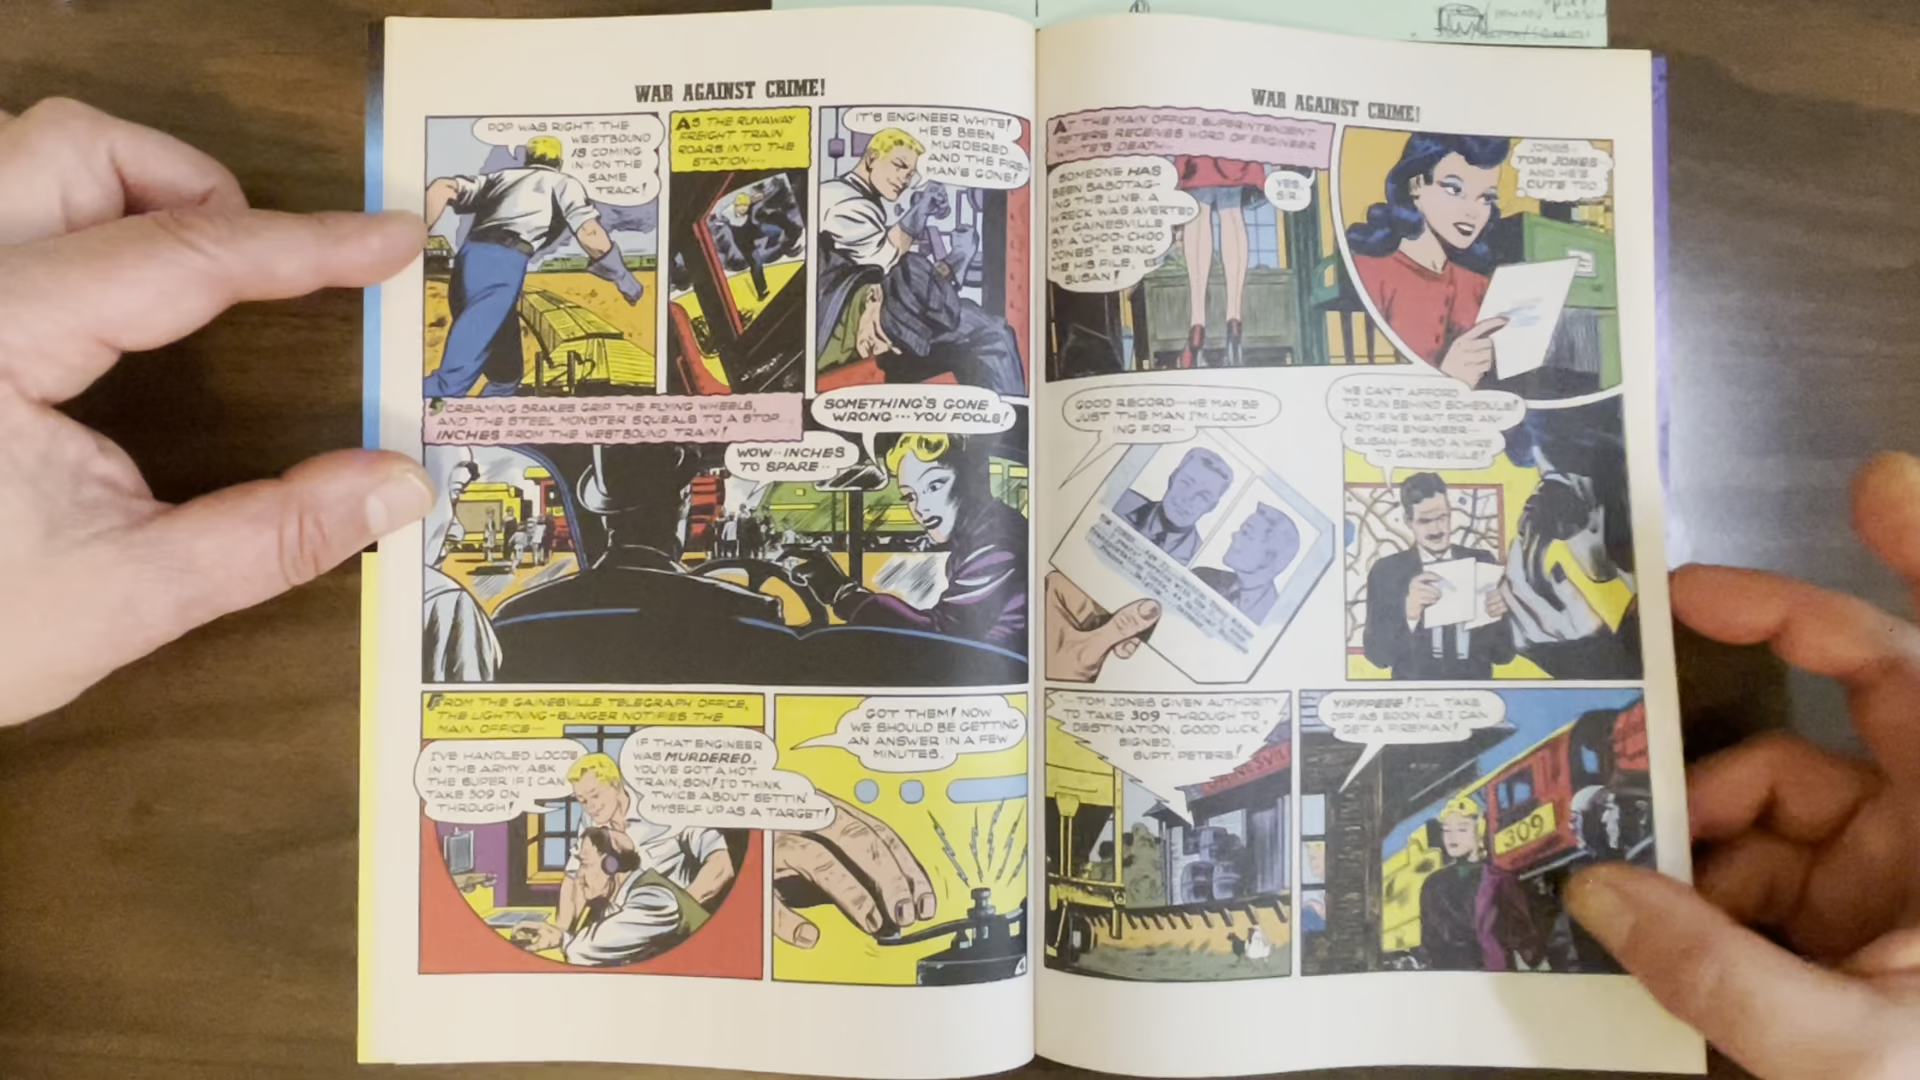 WAR AGAINST CRIME!
POP WAS RIGHT. THE
WESTBOUND
IS COMING
IN--ON THE
SAME
TRACK!
AS THE RUNAWAY
FREIGHT TRAIN
ROARS INTO THE
STATION---
IT'S ENGINEER WHITE!
HE'S BEEN
MURDERED
AND THE FIRE-
MAN'S GONE!
SCREAMING BRAKES GRIP THE FLYING WHEELS,
AND THE STEEL MONSTER SQUEALS TO A STOP...
INCHES FROM THE WESTBOUND TRAIN!
SOMETHING'S GONE
WRONG---YOU FOOLS!
WOW--INCHES
TO SPARE--
FROM THE GAINESVILLE TELEGRAPH OFFICE,
THE LIGHTNING-SLINGER NOTIFIES THE
MAIN OFFICE---
I'VE HANDLED LOCOS
IN THE ARMY. ASK
THE SUPER IF I CAN
TAKE 309 ON
THROUGH!
IF THAT ENGINEER
WAS MURDERED,
YOU'VE GOT A HOT
TRAIN, SON! I'D THINK
TWICE ABOUT SETTIN'
MYSELF UP AS A TARGET!
GOT THEM! NOW
WE SHOULD BE GETTING
AN ANSWER IN A FEW
MINUTES.
4
WAR AGAINST CRIME!
AT THE MAIN OFFICE, SUPERINTENDENT
PETERS RECEIVES WORD OF ENGINEER
WHITE'S DEATH--
SOMEONE HAS
BEEN SABOTAG-
ING THE LINE. A
WRECK WAS AVERTED
AT GAINESVILLE
BY A "CHOO-CHOO
JONES"-- BRING
ME HIS FILE,
SUSAN!
YES,
SIR.
JONES--
TOM JONES--
AND HE'S
CUTE TOO.
GOOD RECORD--HE MAY BE
JUST THE MAN I'M LOOK-
ING FOR--
WE CAN'T AFFORD
TO RUN BEHIND SCHEDULE!
AND IF WE WAIT FOR AN-
OTHER ENGINEER--
SUSAN--SEND A WIRE
TO GAINESVILLE!
"--TOM JONES GIVEN AUTHORITY
TO TAKE 309 THROUGH TO
DESTINATION. GOOD LUCK.
SIGNED,
SUPT. PETERS!"
YIPPPEEE! I'LL TAKE
OFF AS SOON AS I CAN
GET A FIREMAN!
309